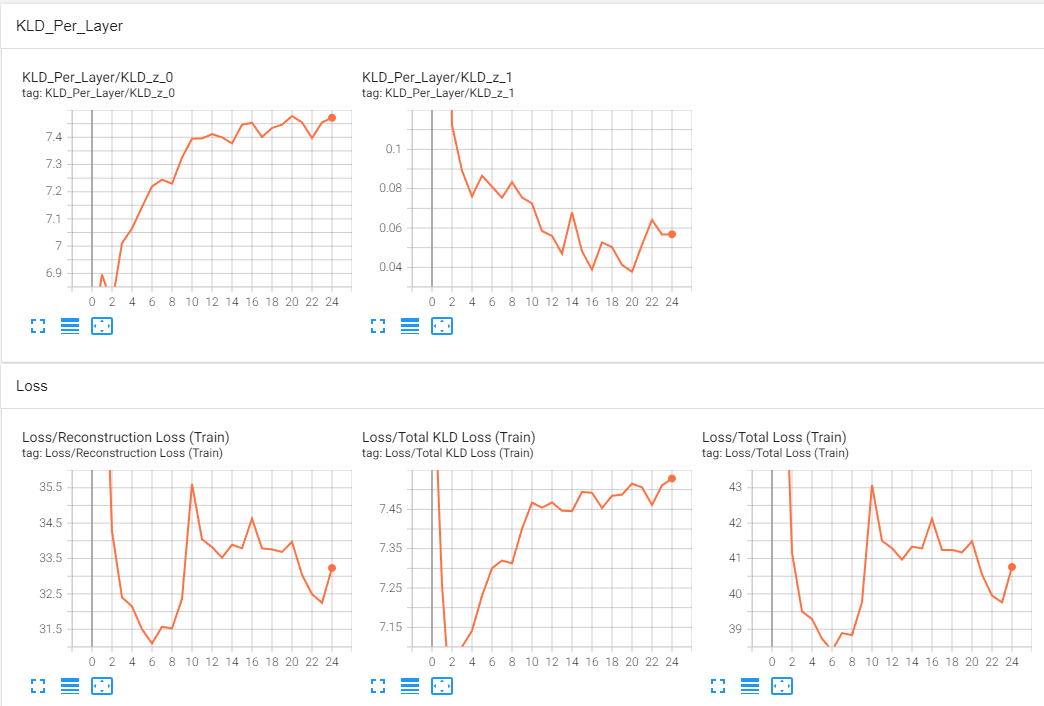 KLD_Per_Layer
KLD_Per_Layer/KLD_z_0
tag: KLD_Per_Layer/KLD_z_0
7.4
7.3
7.2
7.1
7
6.9
0 2 4 6 8 10 12 14 16 18 20 22 24
KLD_Per_Layer/KLD_z_1
tag: KLD_Per_Layer/KLD_z_1
0.1
0.08
0.06
0.04
0 2 4 6 8 10 12 14 16 18 20 22 24
Loss
Loss/Reconstruction Loss (Train)
tag: Loss/Reconstruction Loss (Train)
35.5
34.5
33.5
32.5
31.5
0 2 4 6 8 10 12 14 16 18 20 22 24
Loss/Total KLD Loss (Train)
tag: Loss/Total KLD Loss (Train)
7.45
7.35
7.25
7.15
0 2 4 6 8 10 12 14 16 18 20 22 24
Loss/Total Loss (Train)
tag: Loss/Total Loss (Train)
43
42
41
40
39
0 2 4 6 8 10 12 14 16 18 20 22 24